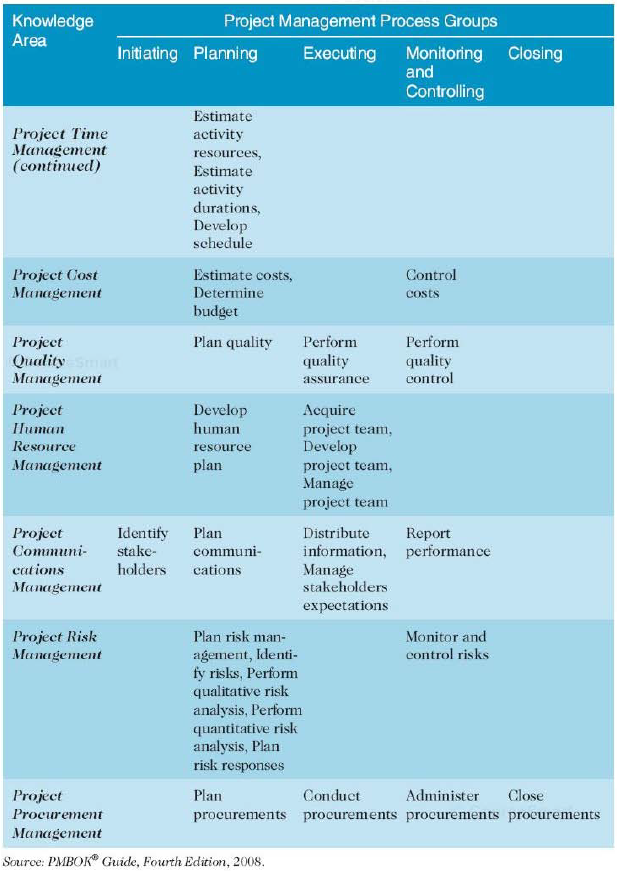 Knowledge Area
Project Management Process Groups
Initiating
Planning
Executing
Monitoring
and
Controlling
Closing
Project Time
Management
(continued)
Estimate
activity
resources,
Estimate
activity
durations,
Develop
schedule
Project Cost
Management
Estimate costs,
Determine
budget
Control
costs
Project
Quality
Management
Plan quality
Perform
quality
assurance
Perform
quality
control
Project
Human
Resource
Management
Develop
human
resource
plan
Acquire
project team,
Develop
project team,
Manage
project team
Project
Communi-
cations
Management
Identify
stake-
holders
Plan
communi-
cations
Distribute
information,
Manage
stakeholders
expectations
Report
performance
Project Risk
Management
Plan risk man-
agement, Identi-
fy risks, Perform
qualitative risk
analysis, Perform
quantitative risk
analysis, Plan
risk responses
Monitor and
control risks
Project
Procurement
Management
Plan
procurements
Conduct
procurements
Administer
procurements
Close
procurements
Source: PMBOK® Guide, Fourth Edition, 2008.